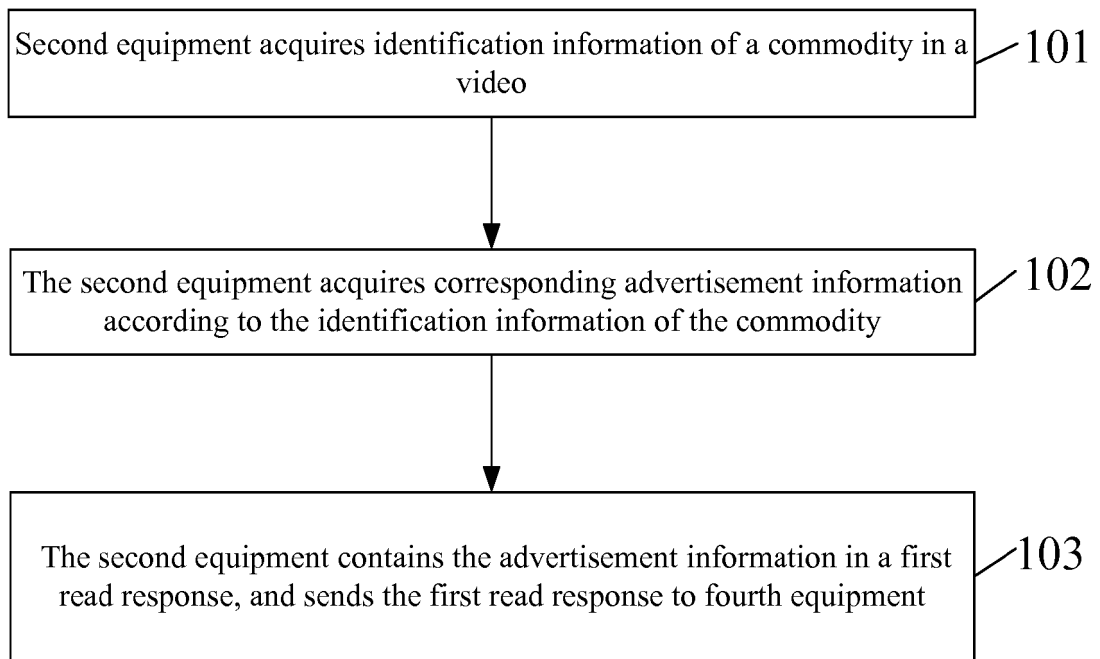 Second equipment acquires identification information of a commodity in a
video
101
The second equipment acquires corresponding advertisement information
according to the identification information of the commodity
102
The second equipment contains the advertisement information in a first
read response, and sends the first read response to fourth equipment
103